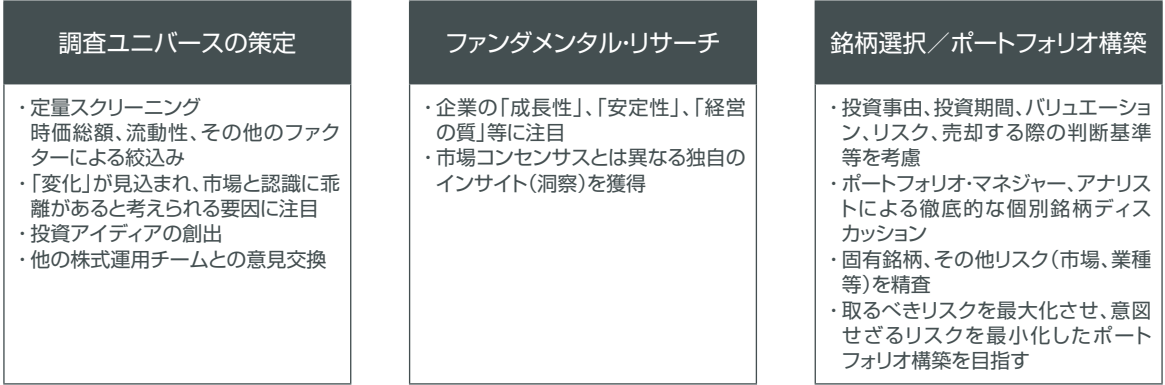 調査ユニバースの策定
・定量スクリーニング
時価総額、流動性、その他のファク
ターによる絞込み
・「変化」が見込まれ、市場と認識に乖
離があると考えられる要因に注目
・投資アイディアの創出
・他の株式運用チームとの意見交換
ファンダメンタル・リサーチ
・企業の「成長性」、「安定性」、「経営
の質」等に注目
・市場コンセンサスとは異なる独自の
インサイト(洞察)を獲得
銘柄選択／ポートフォリオ構築
・投資事由、投資期間、バリュエーショ
ン、リスク、売却する際の判断基準
等を考慮
・ポートフォリオ・マネジャー、アナリス
トによる徹底的な個別銘柄ディス
カッション
・固有銘柄、その他リスク(市場、業種
等)を精査
・取るべきリスクを最大化させ、意図
せざるリスクを最小化したポート
フォリオ構築を目指す